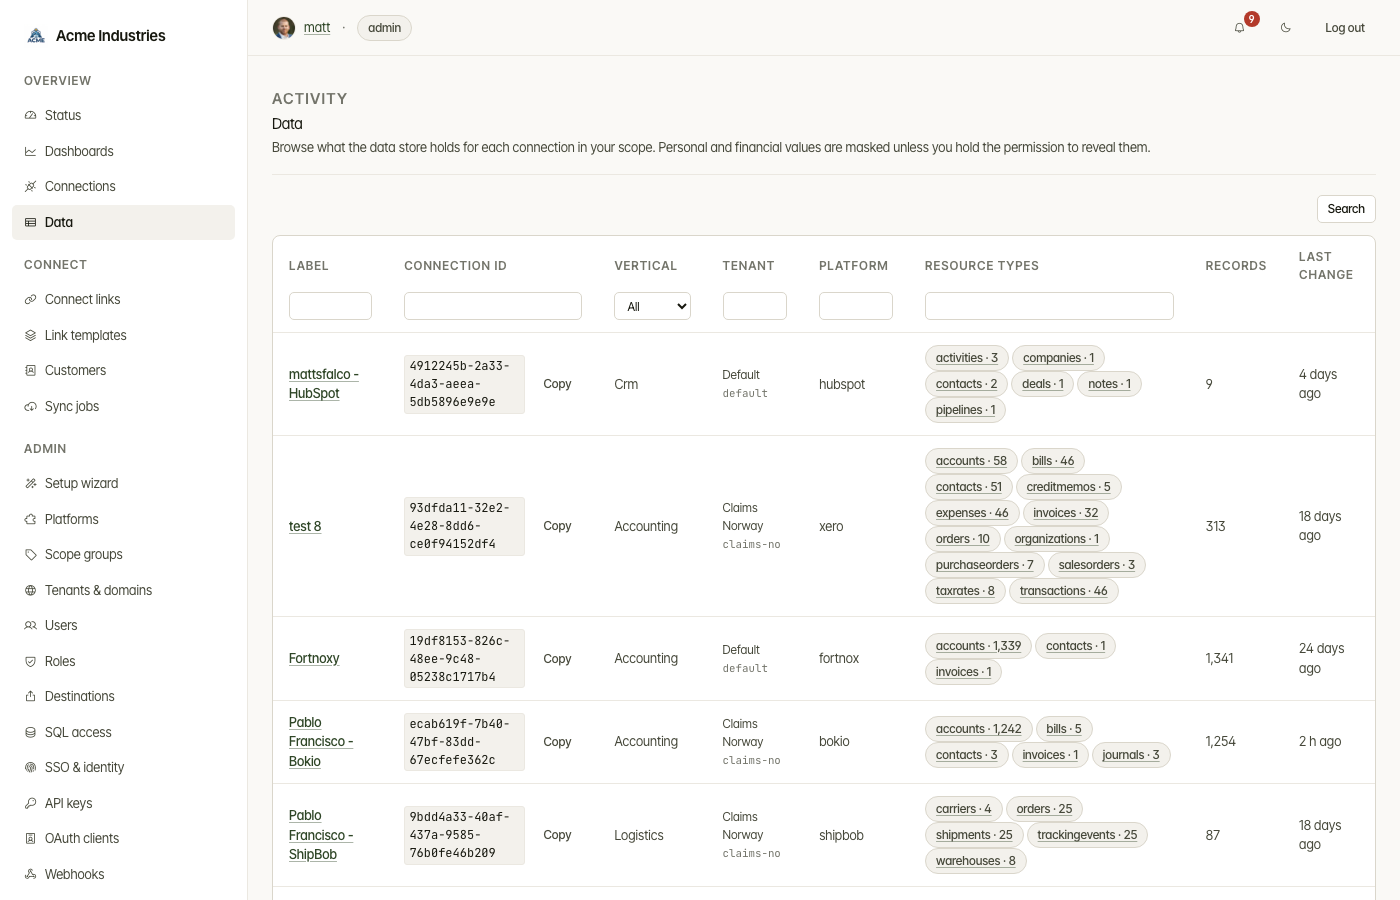 ACME
Acme Industries
matt · admin
9
Log out
OVERVIEW
Status
Dashboards
Connections
Data
CONNECT
Connect links
Link templates
Customers
Sync jobs
ADMIN
Setup wizard
Platforms
Scope groups
Tenants & domains
Users
Roles
Destinations
SQL access
SSO & identity
API keys
OAuth clients
Webhooks
ACTIVITY
Data
Browse what the data store holds for each connection in your scope. Personal and financial values are masked unless you hold the permission to reveal them.
Search
LABEL CONNECTION ID VERTICAL TENANT PLATFORM RESOURCE TYPES RECORDS LAST CHANGE
All
mattsfalco -
HubSpot
4912245b-2a33-
4da3-aeea-
5db5896e9e9e
Copy
Crm
Default
default
hubspot
activities · 3 companies · 1
contacts · 2 deals · 1 notes · 1
pipelines · 1
9
4 days
ago
test 8
93dfda11-32e2-
4e28-8dd6-
ce0f94152df4
Copy
Accounting
Claims
Norway
claims-no
xero
accounts · 58 bills · 46
contacts · 51 creditmemos · 5
expenses · 46 invoices · 32
orders · 10 organizations · 1
purchaseorders · 7 salesorders · 3
taxrates · 8 transactions · 46
313
18 days
ago
Fortnoxy
19df8153-826c-
48ee-9c48-
05238c1717b4
Copy
Accounting
Default
default
fortnox
accounts · 1,339 contacts · 1
invoices · 1
1,341
24 days
ago
Pablo
Francisco -
Bokio
ecab619f-7b40-
47bf-83dd-
67ecfefe362c
Copy
Accounting
Claims
Norway
claims-no
bokio
accounts · 1,242 bills · 5
contacts · 3 invoices · 1 journals · 3
1,254
2 h ago
Pablo
Francisco -
ShipBob
9bdd4a33-40af-
437a-9585-
76b0fe46b209
Copy
Logistics
Claims
Norway
claims-no
shipbob
carriers · 4 orders · 25
shipments · 25 trackingevents · 25
warehouses · 8
87
18 days
ago